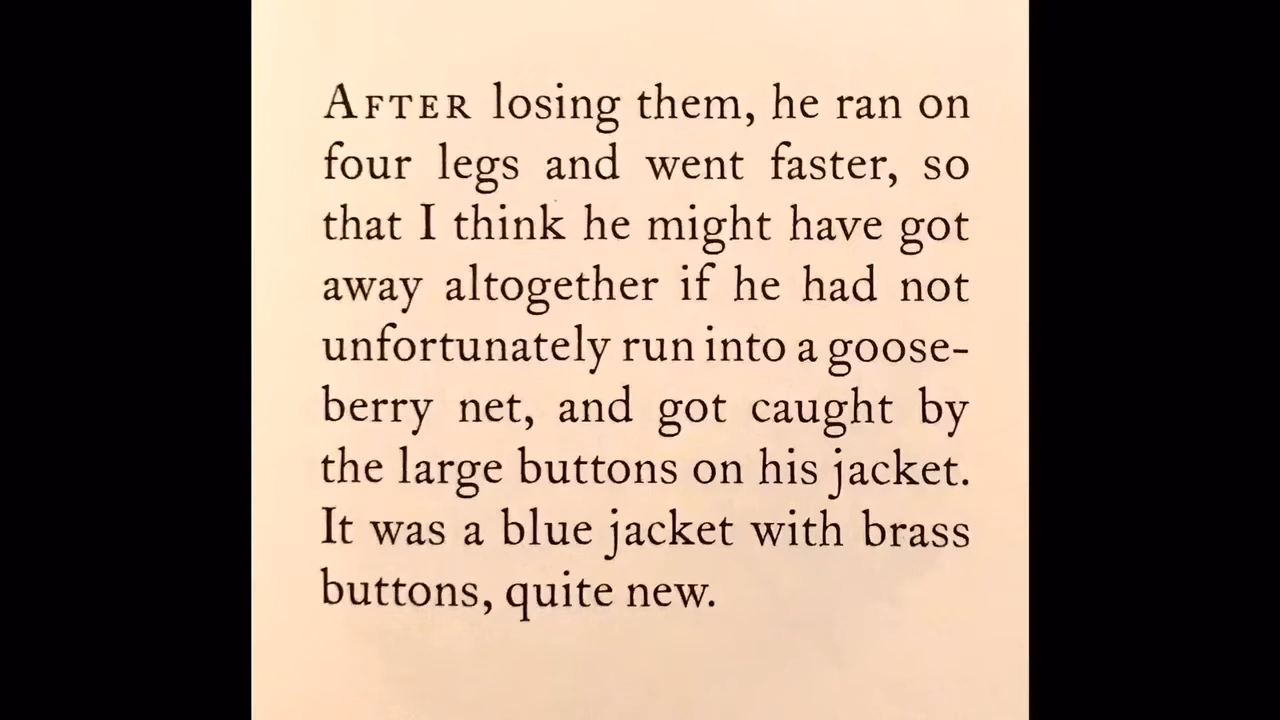 AFTER losing them, he ran on
four legs and went faster, so
that I think he might have got
away altogether if he had not
unfortunately run into a goose-
berry net, and got caught by
the large buttons on his jacket.
It was a blue jacket with brass
buttons, quite new.